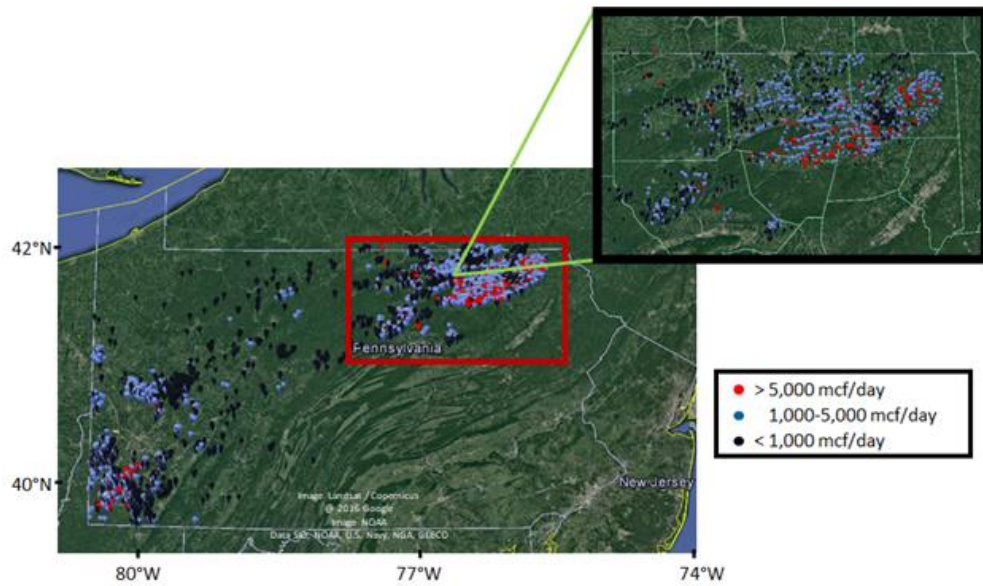 42°N
Pennsylvania
> 5,000 mcf/day
1,000-5,000 mcf/day
< 1,000 mcf/day
40°N
New Jersey
Image Landsat / Copernicus
@ 2016 Google
Image NOAA
Data SIO, NOAA, U.S. Navy, NGA, GEBCO
80°W
77°W
74°W